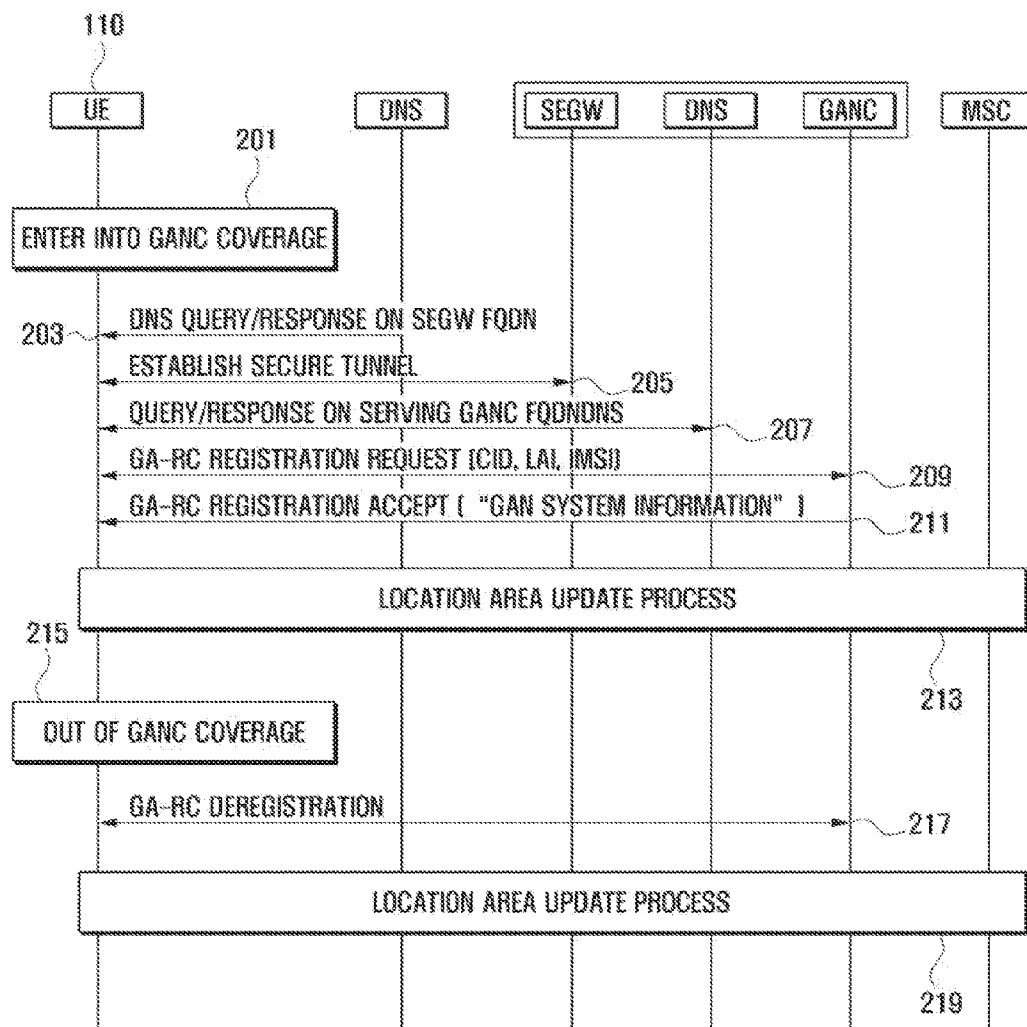 110
UE
DNS
SEGW
DNS
GANC
MSC
201
ENTER INTO GANC COVERAGE
203
DNS QUERY/RESPONSE ON SEGW FQDN
ESTABLISH SECURE TUNNEL
205
QUERY/RESPONSE ON SERVING GANC FQDNDNS
207
GA-RC REGISTRATION REQUEST [CID, LAI, IMSI]
209
GA-RC REGISTRATION ACCEPT [ "GAN SYSTEM INFORMATION" ]
211
LOCATION AREA UPDATE PROCESS
213
215
OUT OF GANC COVERAGE
GA-RC DEREGISTRATION
217
LOCATION AREA UPDATE PROCESS
219